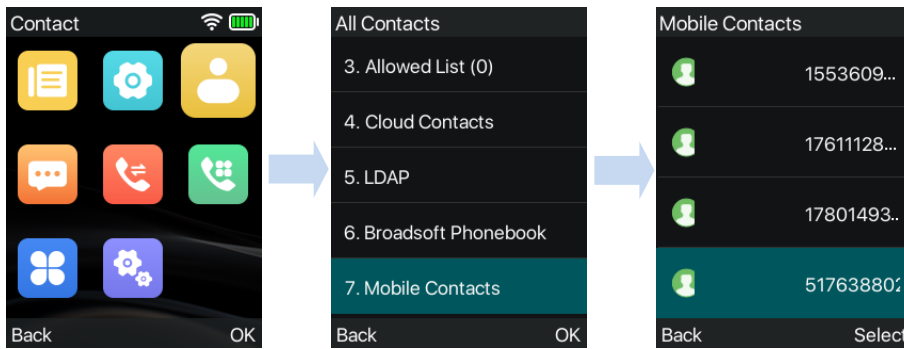 Contact
Back OK
All Contacts
3. Allowed List (0)
4. Cloud Contacts
5. LDAP
6. Broadsoft Phonebook
7. Mobile Contacts
Back OK
Mobile Contacts
1553609...
17611128...
17801493..
517638802
Back Select